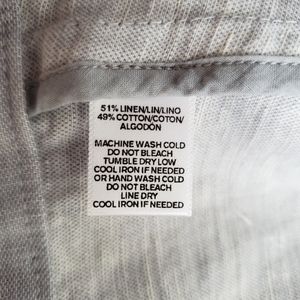 51% LINEN/LIN/LINO
49% COTTON/COTON/
ALGODÓN
MACHINE WASH COLD
DO NOT BLEACH
TUMBLE DRY LOW
COOL IRON IF NEEDED
OR HAND WASH COLD
DO NOT BLEACH
LINE DRY
COOL IRON IF NEEDED